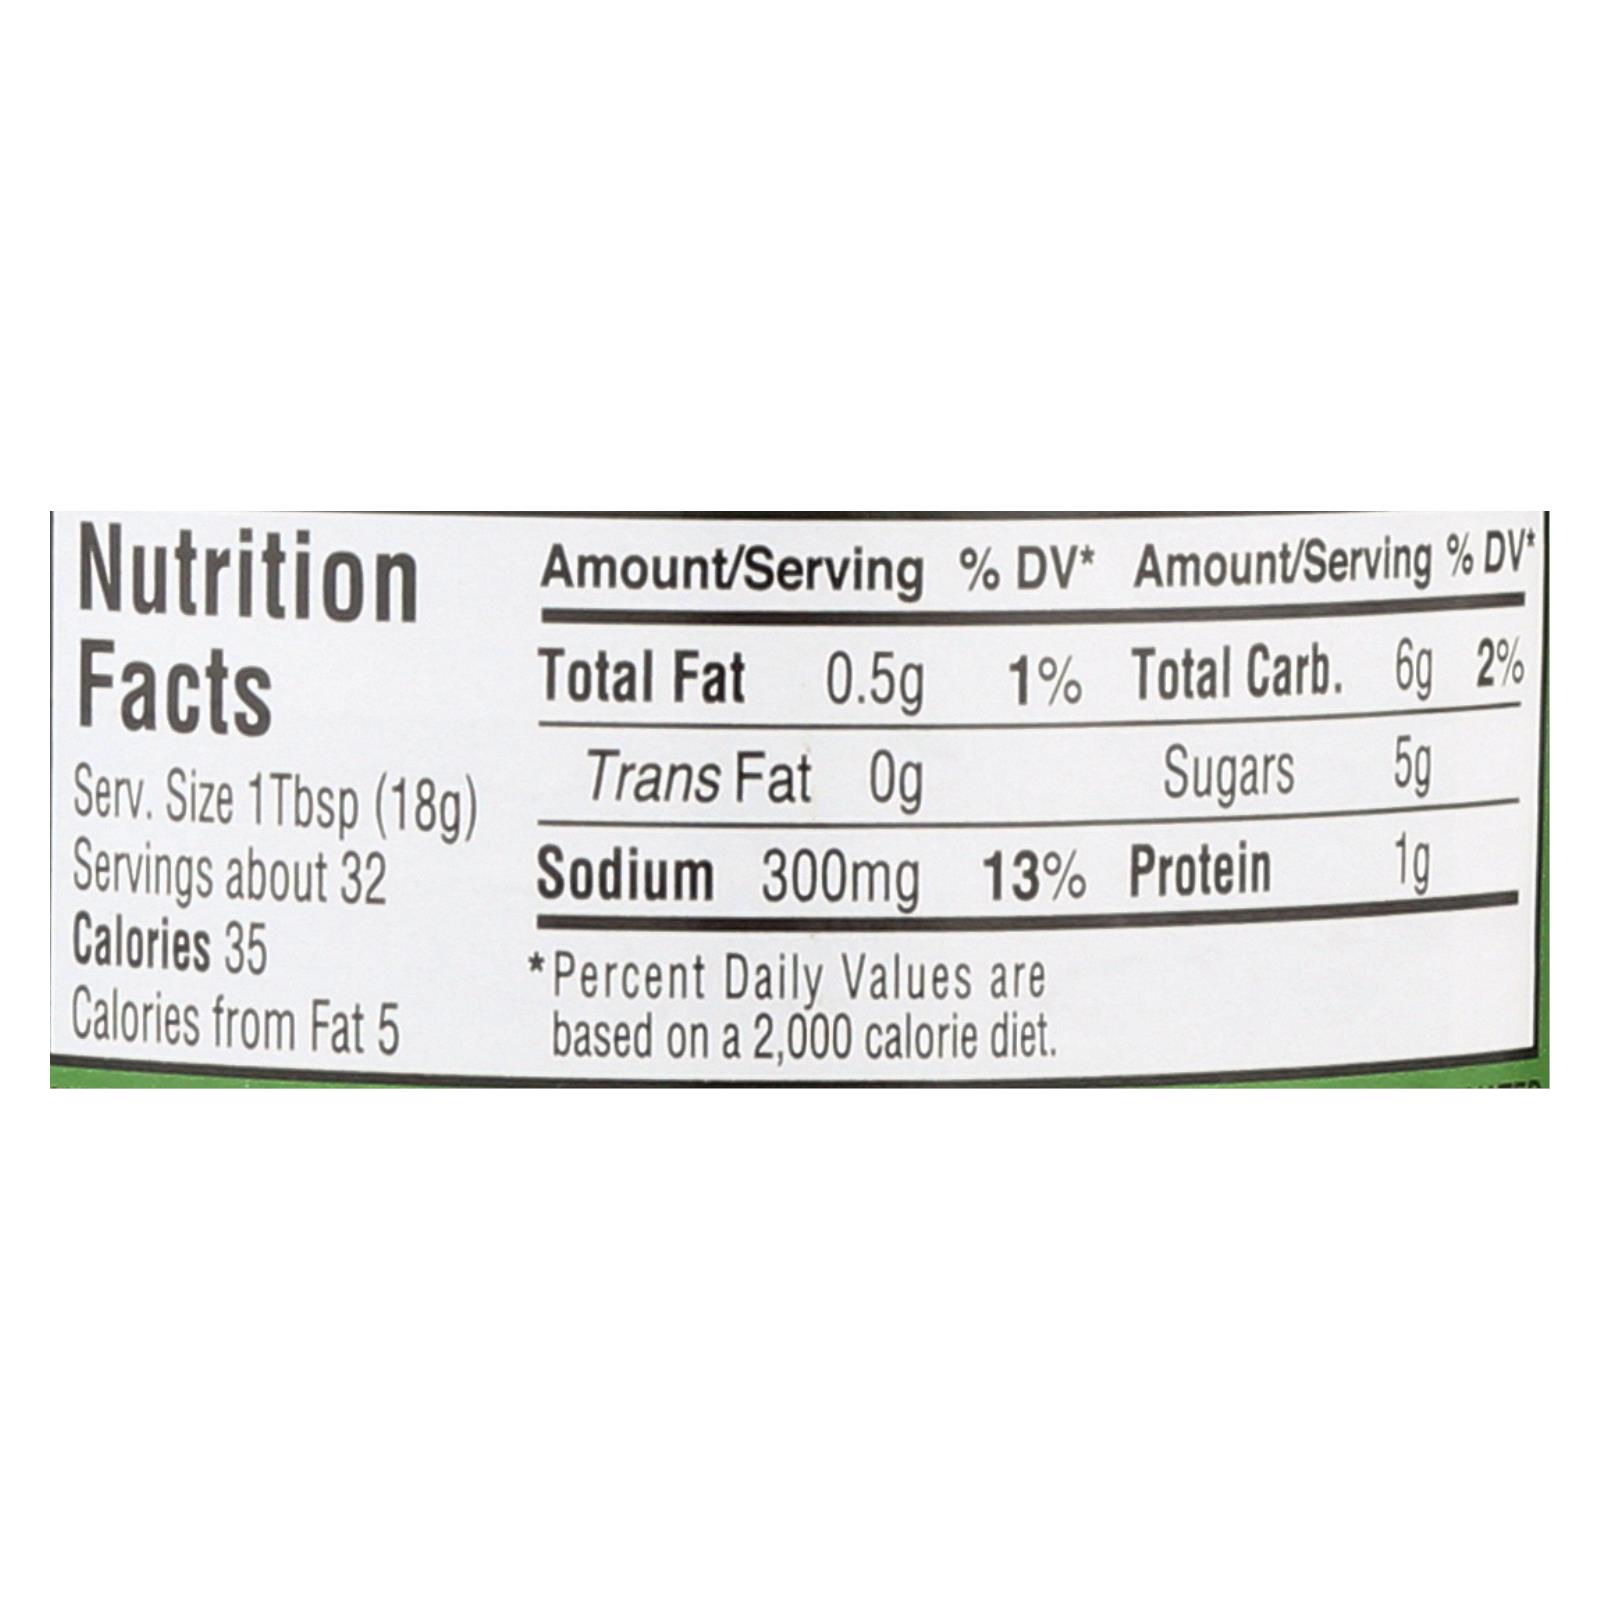 Nutrition
Facts
Serv. Size 1Tbsp (18g)
Servings about 32
Calories 35
Calories from Fat 5
Amount/Serving % DV* Amount/Serving % DV*
Total Fat 0.5g 1% Total Carb. 6g 2%
Trans Fat 0g Sugars 5g
Sodium 300mg 13% Protein 1g
*Percent Daily Values are
based on a 2,000 calorie diet.